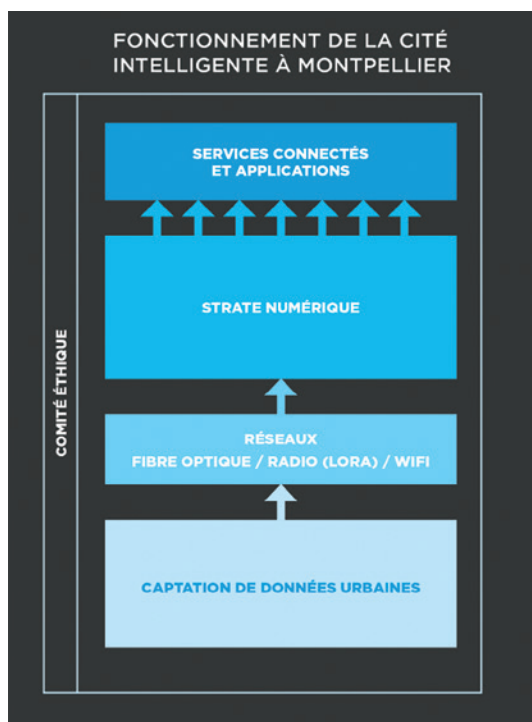 FONCTIONNEMENT DE LA CITÉ
INTELLIGENTE À MONTPELLIER
COMITÉ ÉTHIQUE
SERVICES CONNECTÉS
ET APPLICATIONS
STRATE NUMÉRIQUE
RÉSEAUX
FIBRE OPTIQUE / RADIO (LORA) / WIFI
CAPTATION DE DONNÉES URBAINES